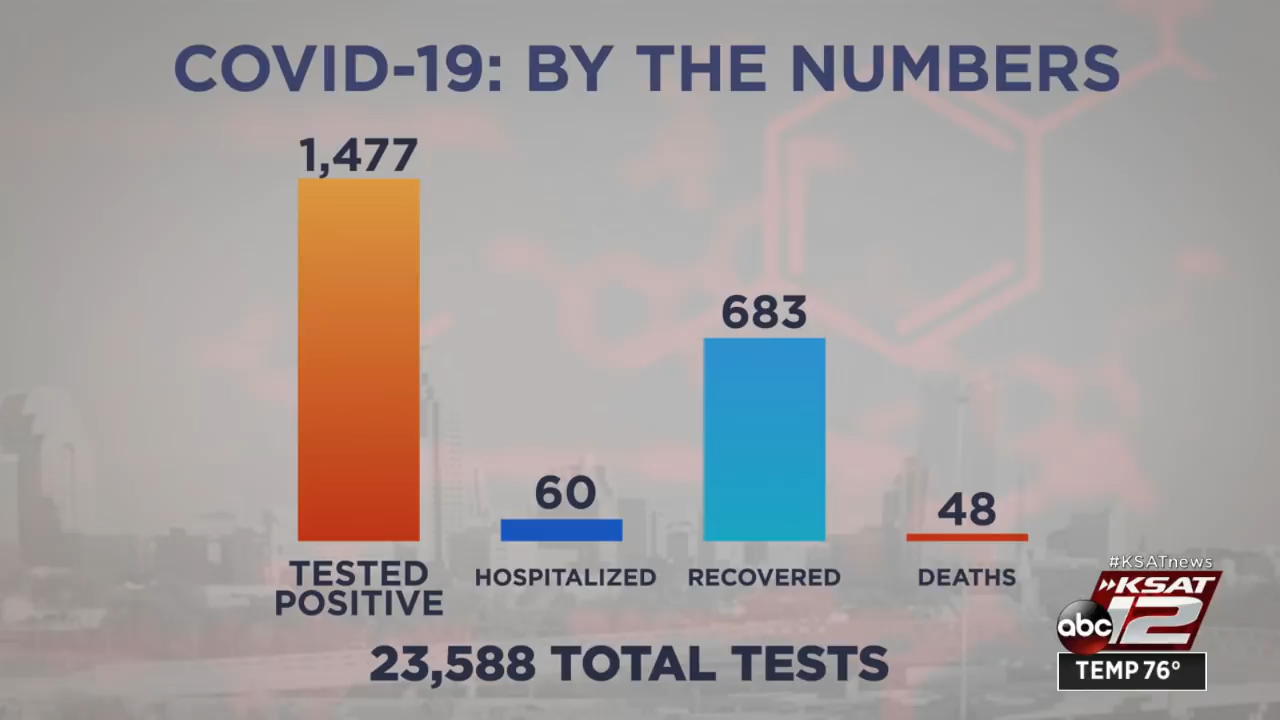 COVID-19: BY THE NUMBERS
1,477
683
60
48
TESTED
POSITIVE
HOSPITALIZED
RECOVERED
DEATHS
23,588 TOTAL TESTS
#KSATnews
KSAT
abc 12
TEMP 76°